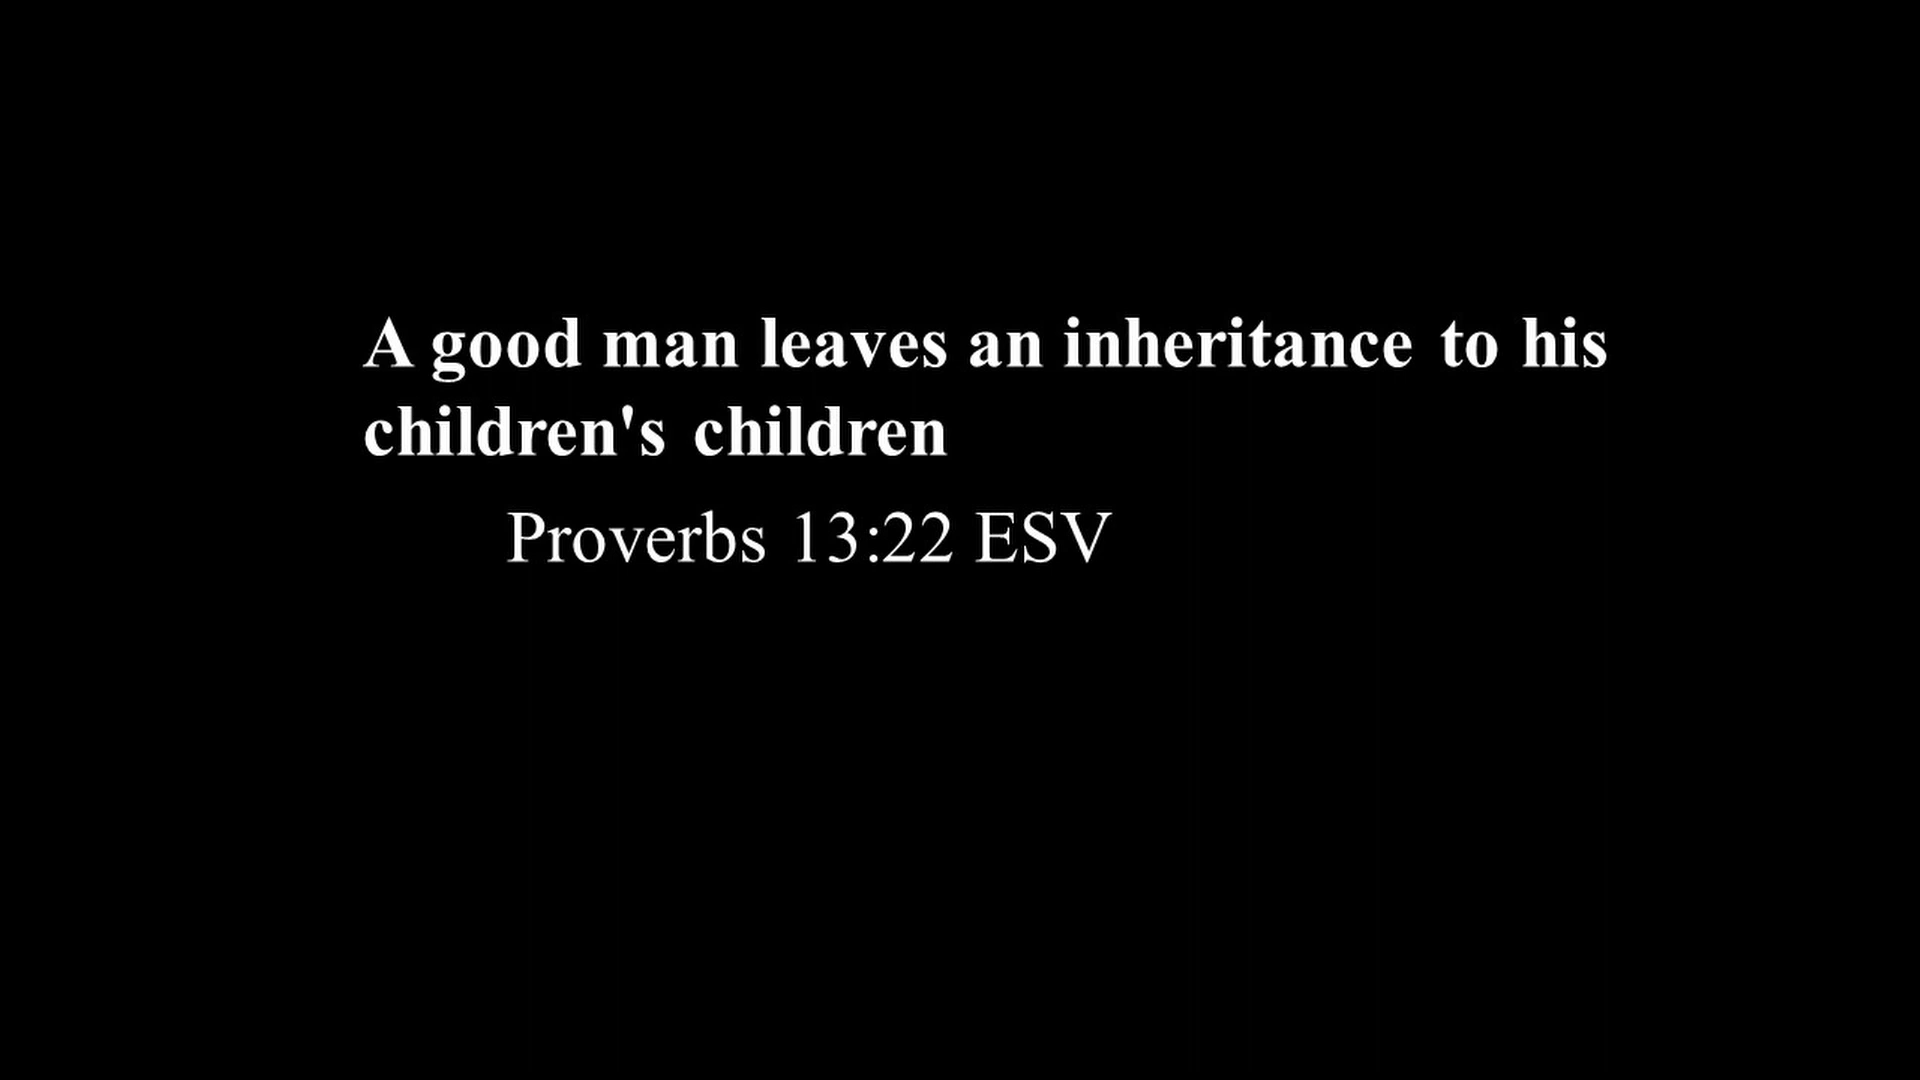 A good man leaves an inheritance to his
children's children
Proverbs 13:22 ESV